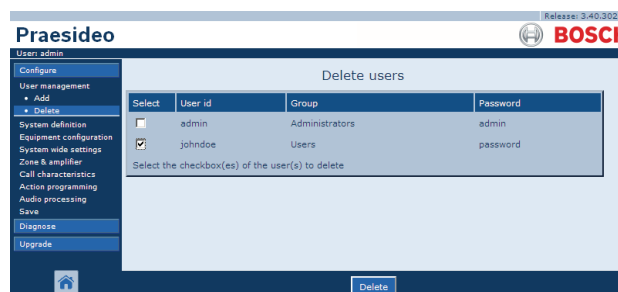 Release: 3.40.302
Praesideo
BOSCH
User: admin
Configure
User management
• Add
• Delete
System definition
Equipment configuration
System wide settings
Zone & amplifier
Call characteristics
Action programming
Audio processing
Save
Diagnose
Upgrade
Delete users
Select User id Group Password
admin Administrators admin
johndoe Users password
Select the checkbox(es) of the user(s) to delete
Delete